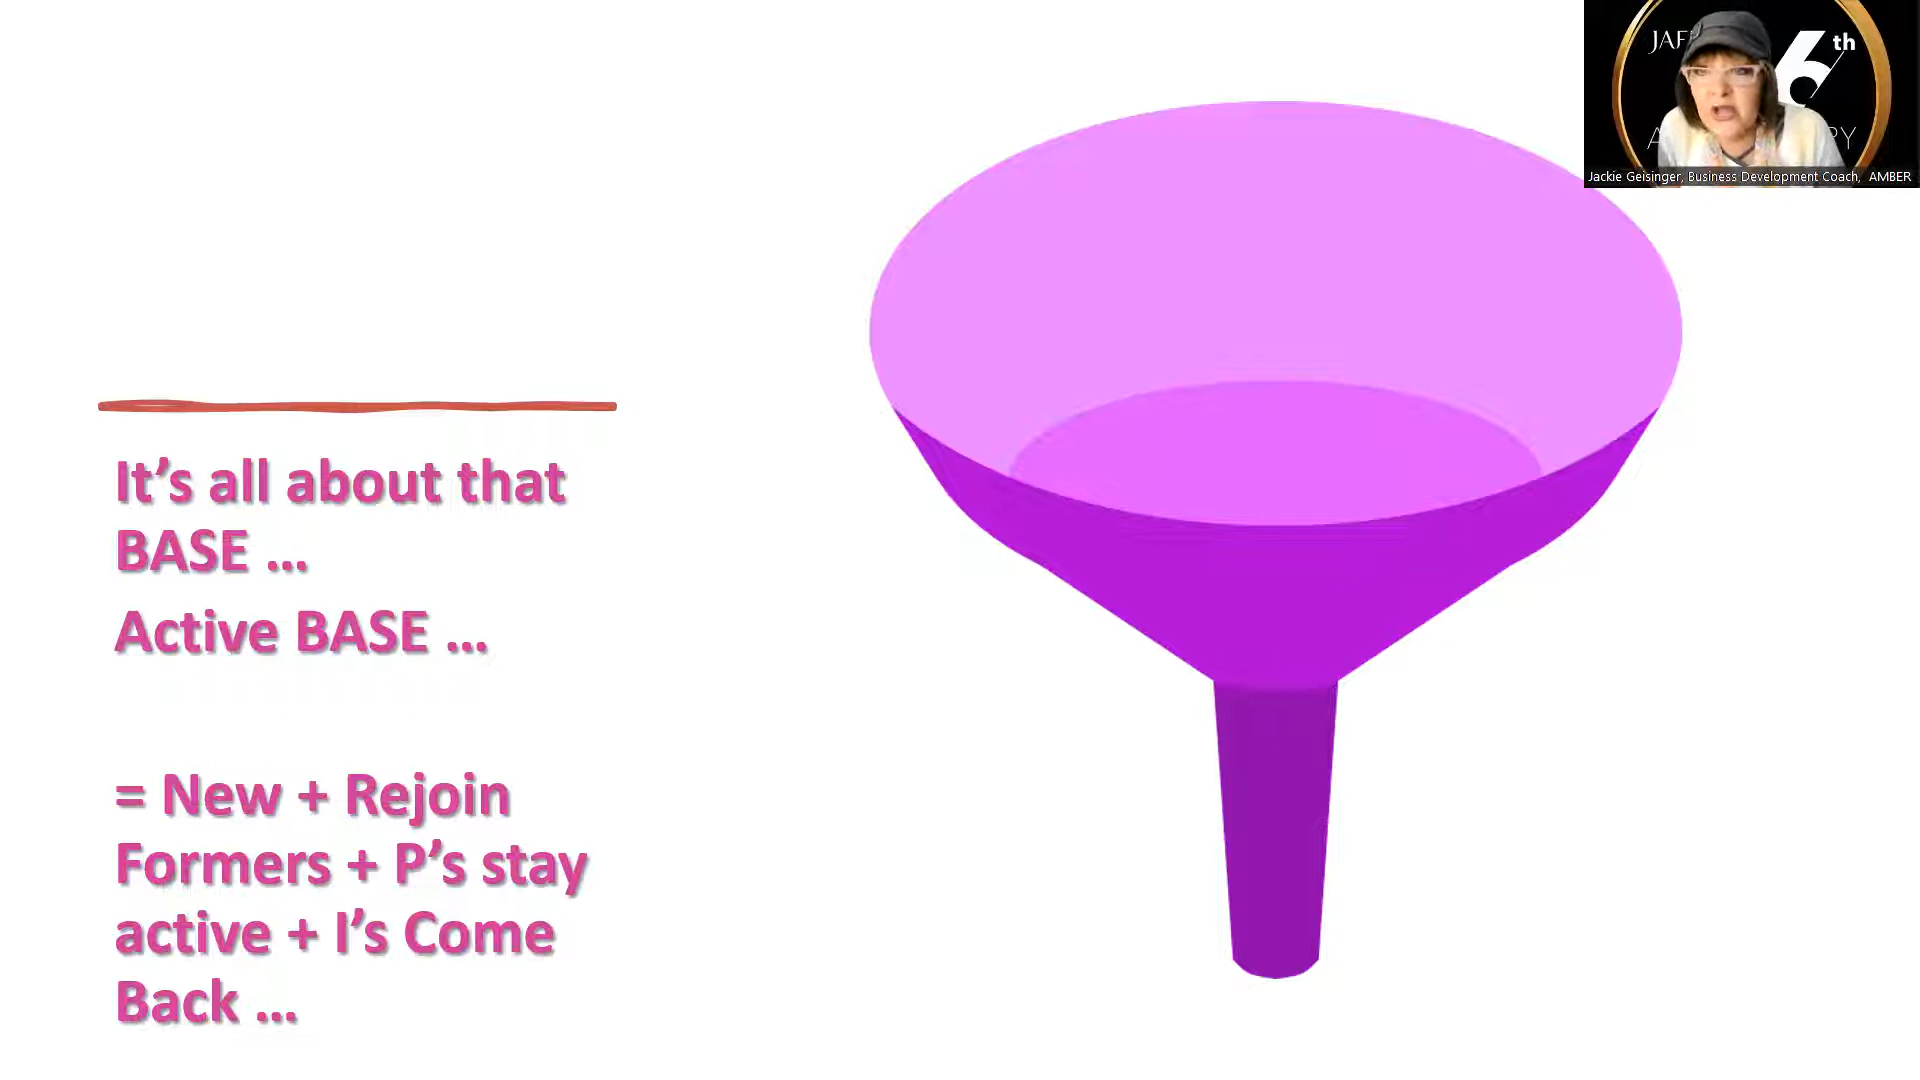 It’s all about that
BASE ...
Active BASE ...
= New + Rejoin
Formers + P’s stay
active + I’s Come
Back ...
6th
Jackie Geisinger, Business Development Coach, AMBER